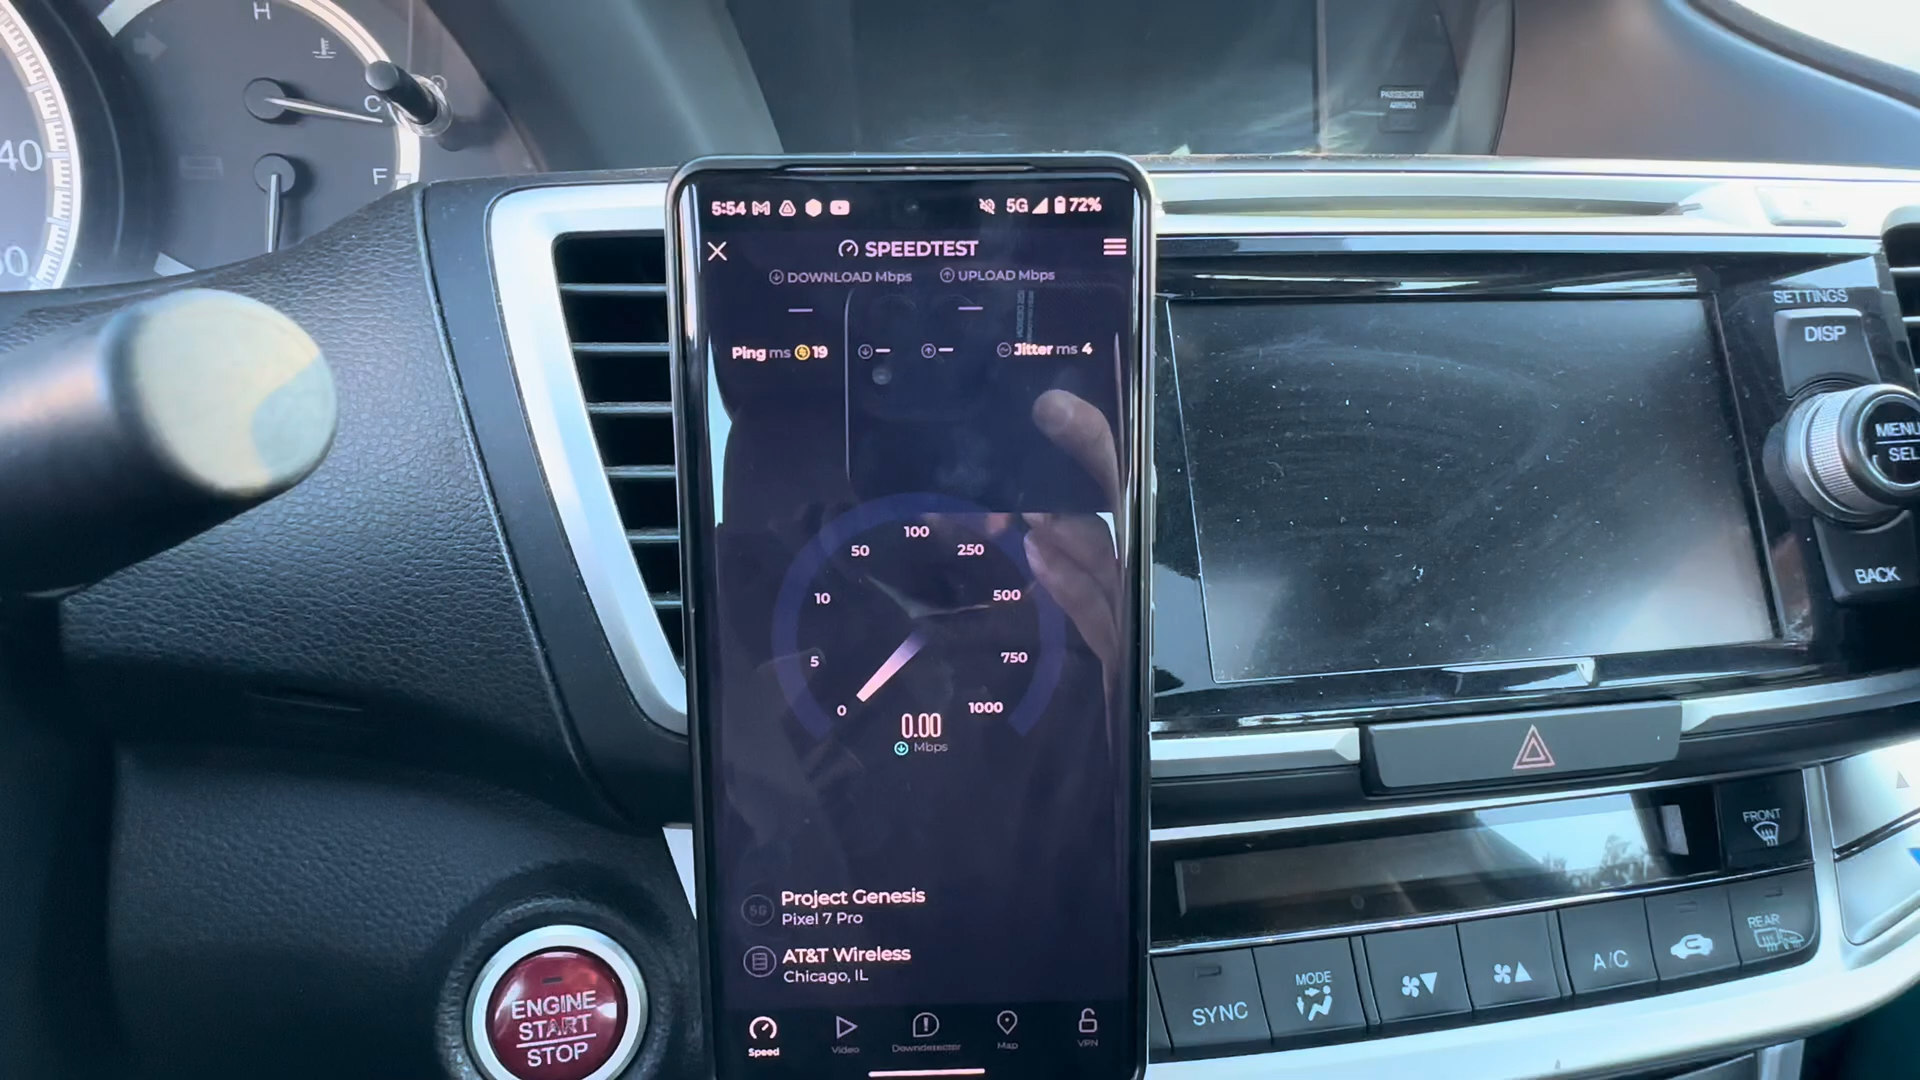 H
C
F
40
PASSENGER
AIRBAG
5:54
5G
72%
SPEEDTEST
DOWNLOAD Mbps
UPLOAD Mbps
Ping ms 19
Jitter ms 4
0
5
10
50
100
250
500
750
1000
0.00
Mbps
5G
Project Genesis
Pixel 7 Pro
AT&T Wireless
Chicago, IL
Speed
Video
Downdetector
Map
VPN
SETTINGS
DISP
MENU
SEL
BACK
FRONT
REAR
SYNC
MODE
A/C
ENGINE
START
STOP